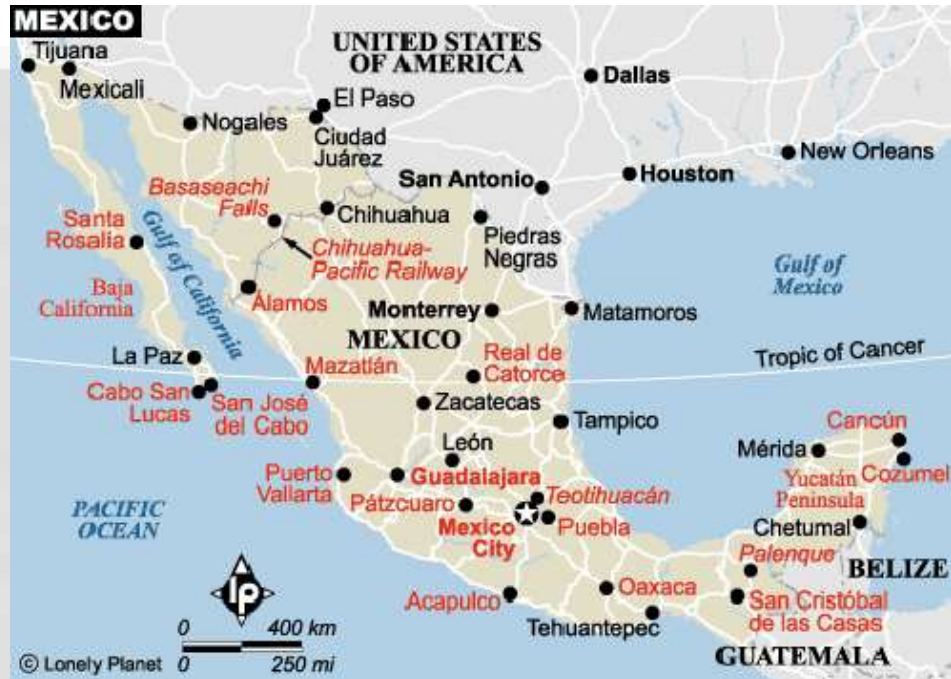 MEXICO
UNITED STATES
OF AMERICA
Tijuana
Mexicali
Dallas
El Paso
Nogales
Ciudad
Juárez
New Orleans
San Antonio
Houston
Basaseachi
Falls
Chihuahua
Santa
Rosalía
Gulf of California
Chihuahua-
Pacific Railway
Piedras
Negras
Gulf of
Mexico
Baja
California
Álamos
Monterrey
Matamoros
MEXICO
La Paz
Mazatlán
Real de
Catorce
Tropic of Cancer
Cabo San
Lucas
San José
del Cabo
Zacatecas
Tampico
Cancún
León
Mérida
Puerto
Vallarta
Guadalajara
Cozumel
Teotihuacán
Yucatán
Peninsula
Pátzcuaro
PACIFIC
OCEAN
Mexico
City
Puebla
Chetumal
Palenque
BELIZE
lp
Acapulco
Oaxaca
San Cristóbal
de las Casas
Tehuantepec
0 400 km
0 250 mi
GUATEMALA
© Lonely Planet